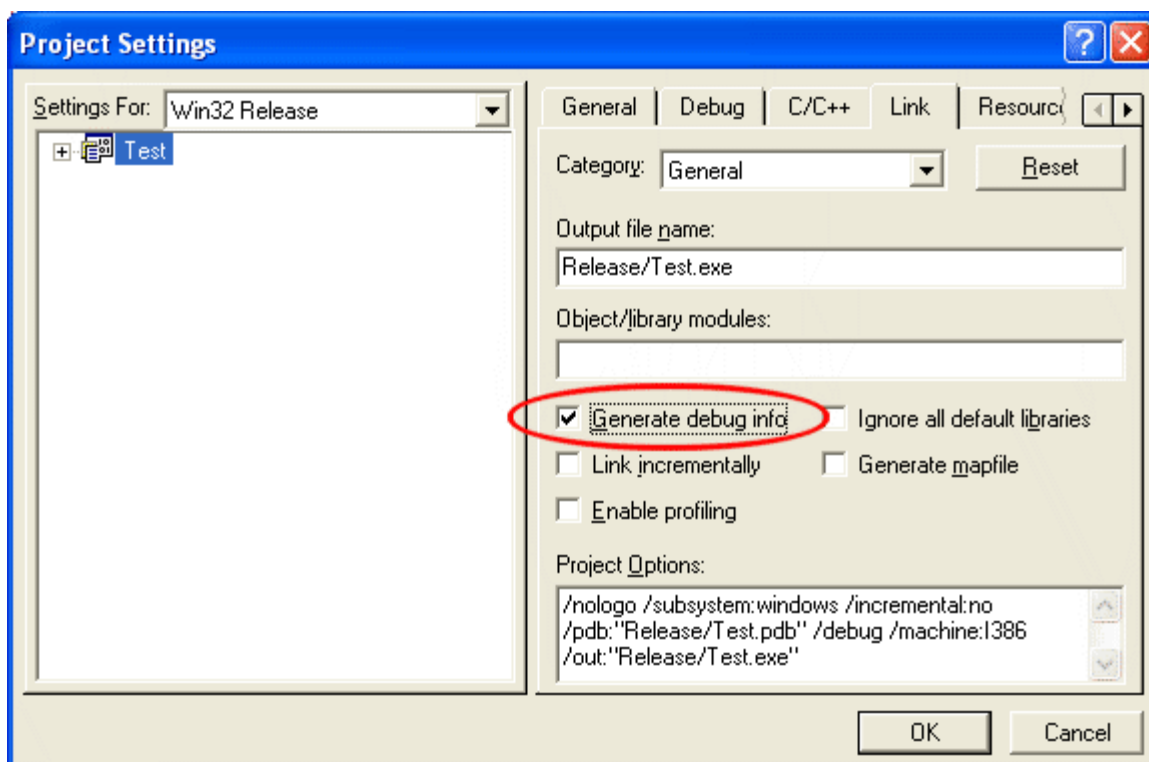 Project Settings
Settings For: Win32 Release
Test
General Debug C/C++ Link
Category: General Reset
Output file name:
Release/Test.exe
Object/library modules:
Generate debug info Ignore all default libraries
Link incrementally Generate mapfile
Enable profiling
Project Options:
/nologo /subsystem:windows /incremental:no
/pdb:"Release/Test.pdb" /debug /machine:I386
/out:"Release/Test.exe"
OK Cancel